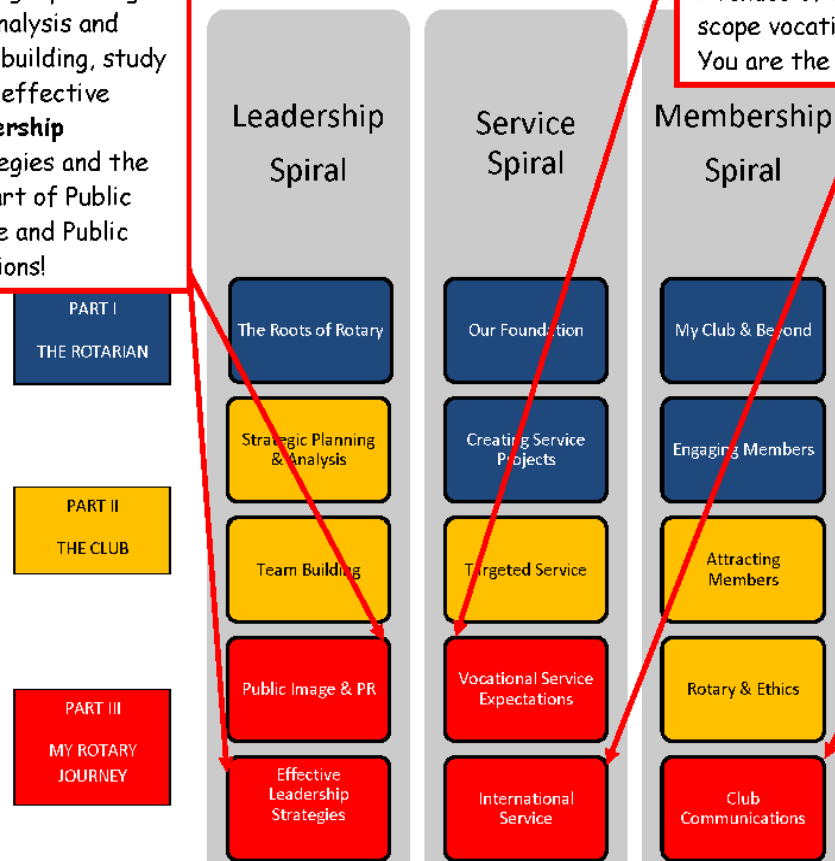 nalysis and
building, study
effective
ership
egies and the
art of Public
e and Public
ions!
scope vocati
You are the
Leadership
Spiral
Service
Spiral
Membership
Spiral
PART I
THE ROTARIAN
The Roots of Rotary
Our Foundation
My Club & Beyond
Strategic Planning
& Analysis
Creating Service
Projects
Engaging Members
PART II
THE CLUB
Team Building
Targeted Service
Attracting
Members
Public Image & PR
Vocational Service
Expectations
Rotary & Ethics
PART III
MY ROTARY
JOURNEY
Effective
Leadership
Strategies
International
Service
Club
Communications